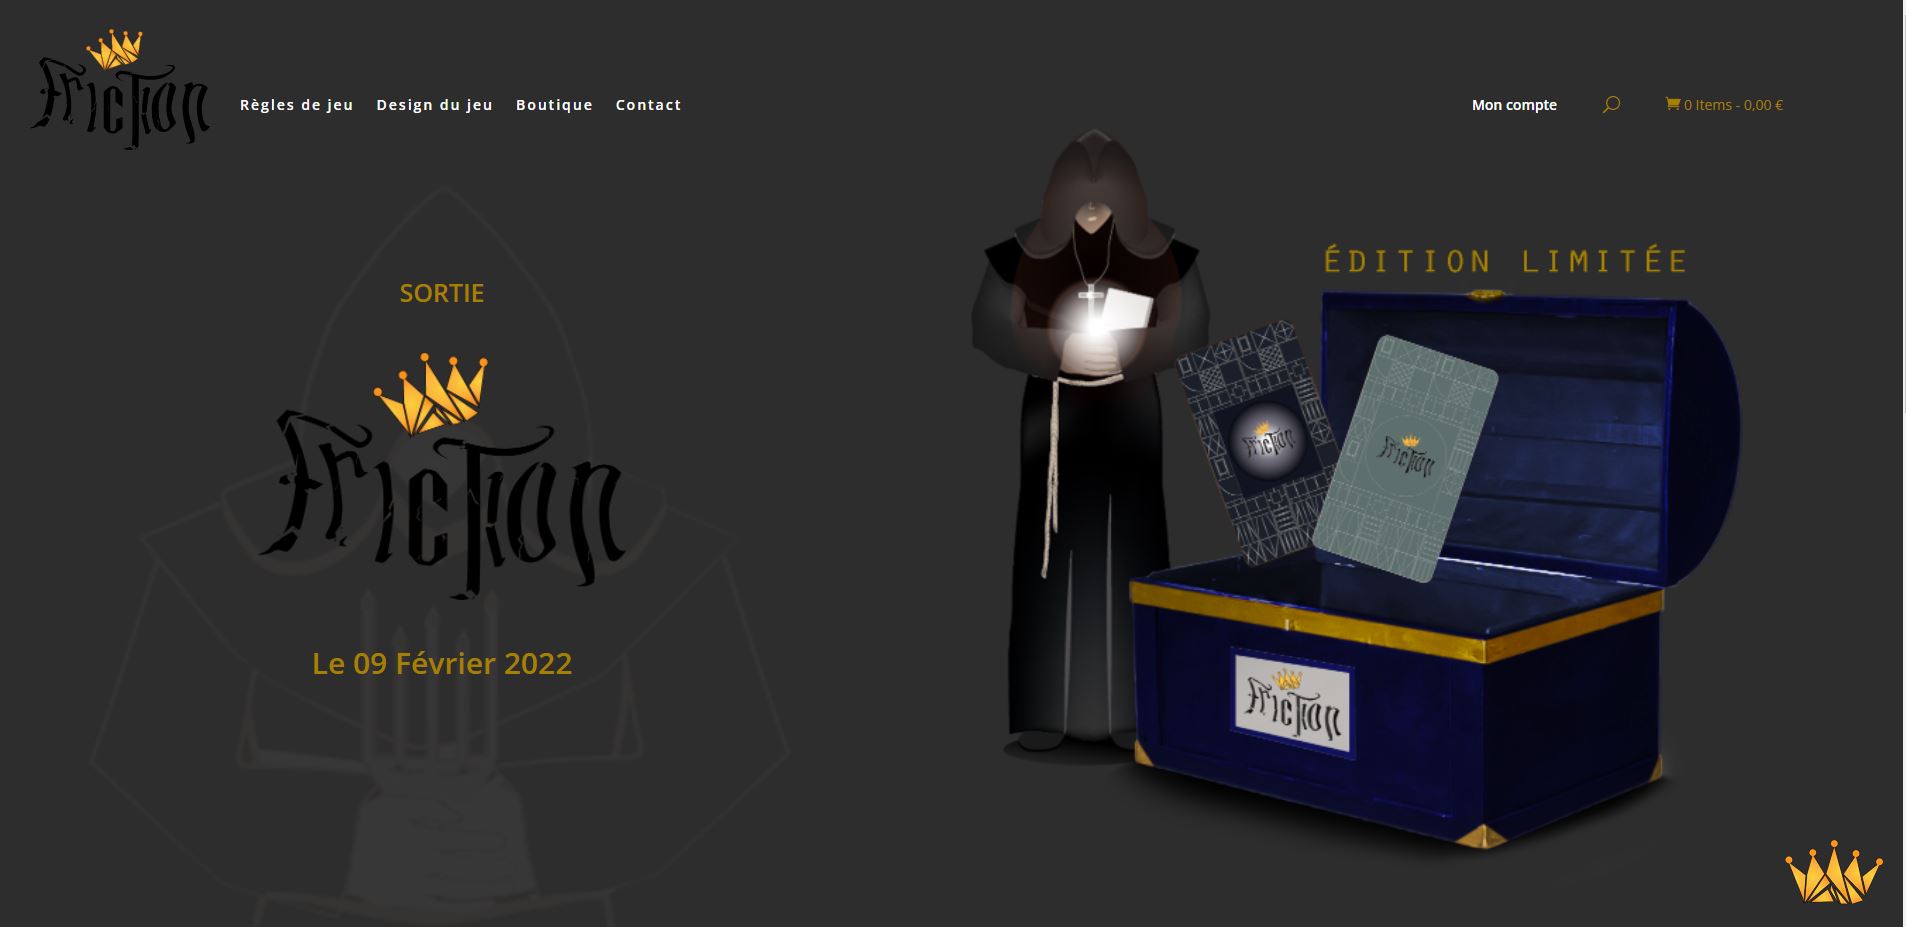 Friction
Règles de jeu
Design du jeu
Boutique
Contact
Mon compte
0 Items - 0,00 €
SORTIE
Friction
Le 09 Février 2022
ÉDITION LIMITÉE
Friction
Friction
Friction